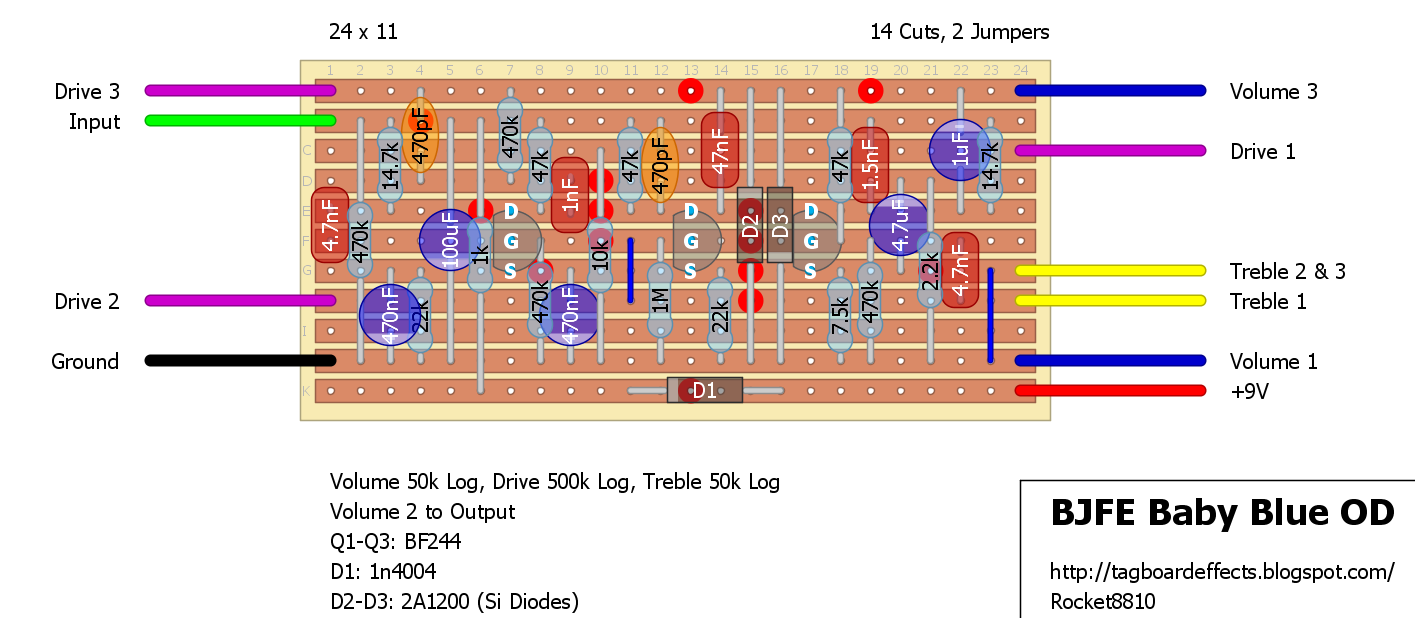 24 x 11
14 Cuts, 2 Jumpers
1 2 3 4 5 6 7 8 9 10 11 12 13 14 15 16 17 18 19 20 21 22 23 24
Drive 3
Volume 3
Input
470pF
470k
47nF
1uF
14.7k
47k
47k
470pF
47k
1.5nF
14.7k
C
Drive 1
D
1nF
4.7nF
470k
E
D
D
D2
D3
D
4.7uF
100uF
1k
F
G
10k
G
G
2.2k
4.7nF
G
S
S
S
Treble 2 & 3
Drive 2
470nF
22k
470k
470nF
1M
22k
7.5k
470k
Treble 1
I
Ground
Volume 1
K
D1
+9V
Volume 50k Log, Drive 500k Log, Treble 50k Log
Volume 2 to Output
Q1-Q3: BF244
D1: 1n4004
D2-D3: 2A1200 (Si Diodes)
BJFE Baby Blue OD
http://tagboardeffects.blogspot.com/
Rocket8810